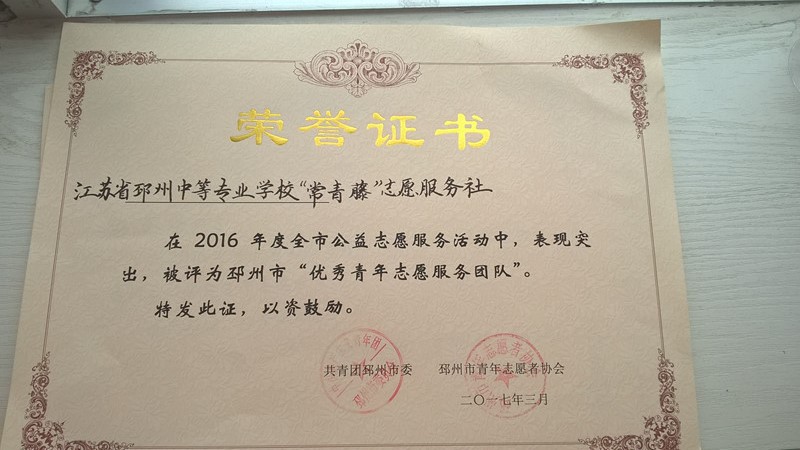 荣誉证书
江苏省邳州中等专业学校“常青藤”志愿服务社
在 2016 年度全市公益志愿服务活动中，表现突
出，被评为邳州市“优秀青年志愿服务团队”。
特发此证，以资鼓励。
共青团邳州市委 邳州市青年志愿者协会
二〇一七年三月